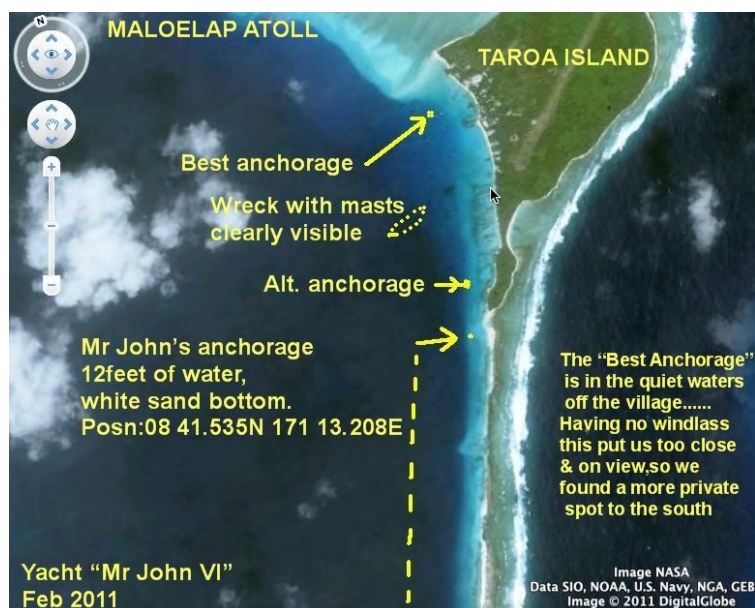 N
MALOELAP ATOLL
TAROA ISLAND
Best anchorage
Wreck with masts
clearly visible
Alt. anchorage
Mr John's anchorage
12feet of water,
white sand bottom.
Posn:08 41.535N 171 13.208E
The "Best Anchorage"
is in the quiet waters
off the village......
Having no windlass
this put us too close
& on view,so we
found a more private
spot to the south
Yacht "Mr John VI"
Feb 2011
Image NASA
Data SIO, NOAA, U.S. Navy, NGA, GEB
Image © 2011 DigitalGlobe